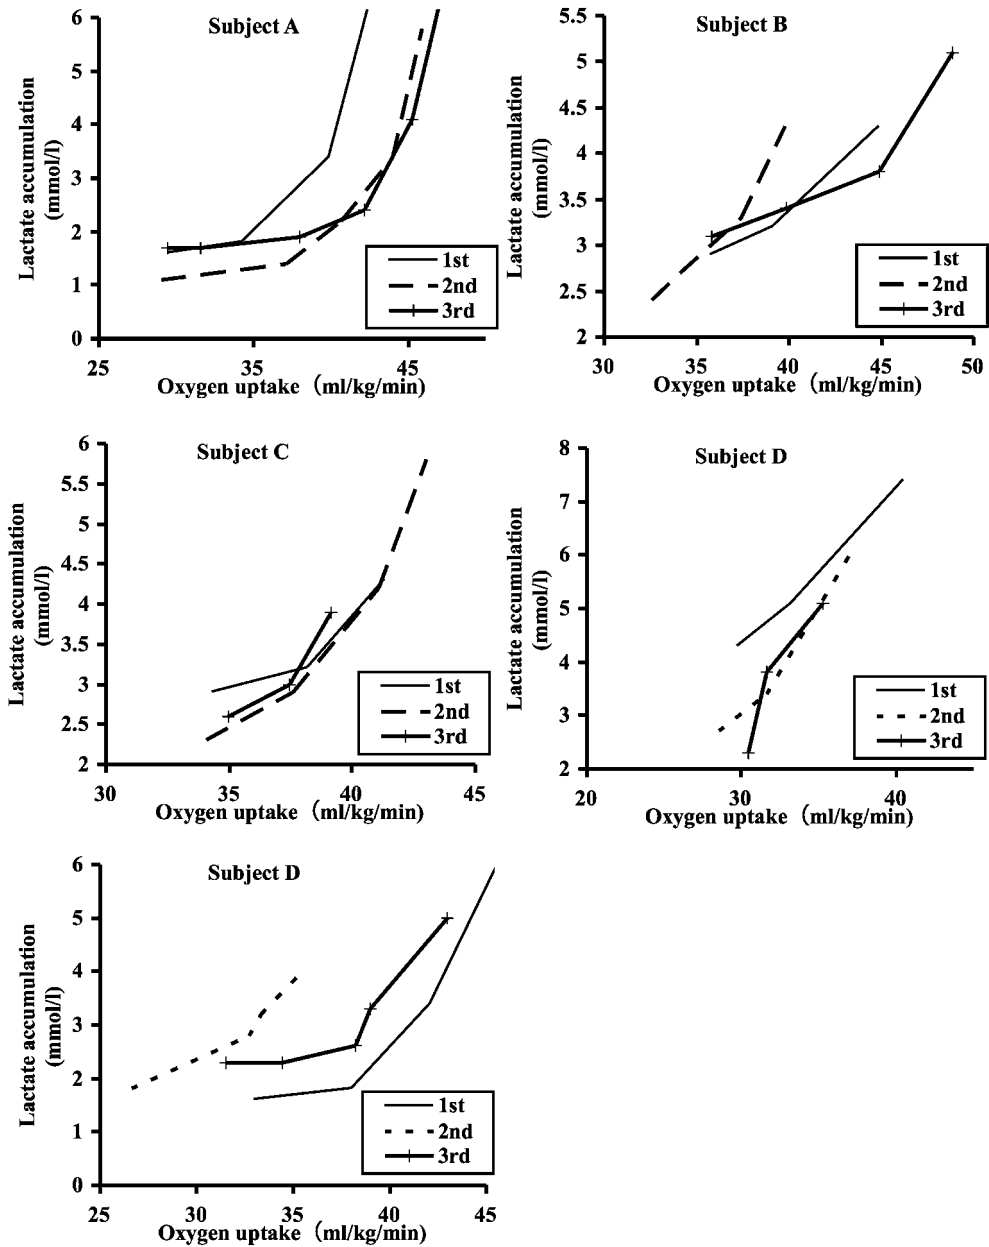 Subject A
Lactate accumulation
(mmol/l)
6
5
4
3
2
1
0
1st
2nd
3rd
25
35
45
Oxygen uptake（ml/kg/min)
Subject B
Lactate accumulation
(mmol/l)
5.5
5
4.5
4
3.5
3
2.5
2
1st
2nd
3rd
30
35
40
45
50
Oxygen uptake（ml/kg/min)
Subject C
Lactate accumulation
(mmol/l)
6
5.5
5
4.5
4
3.5
3
2.5
2
1st
2nd
3rd
30
35
40
45
Oxygen uptake（ml/kg/min)
Subject D
Lactate accumulation
(mmol/l)
8
7
6
5
4
3
2
1st
2nd
3rd
20
30
40
Oxygen uptake（ml/kg/min)
Subject D
Lactate accumulation
(mmol/l)
6
5
4
3
2
1
0
1st
2nd
3rd
25
30
35
40
45
Oxygen uptake（ml/kg/min)